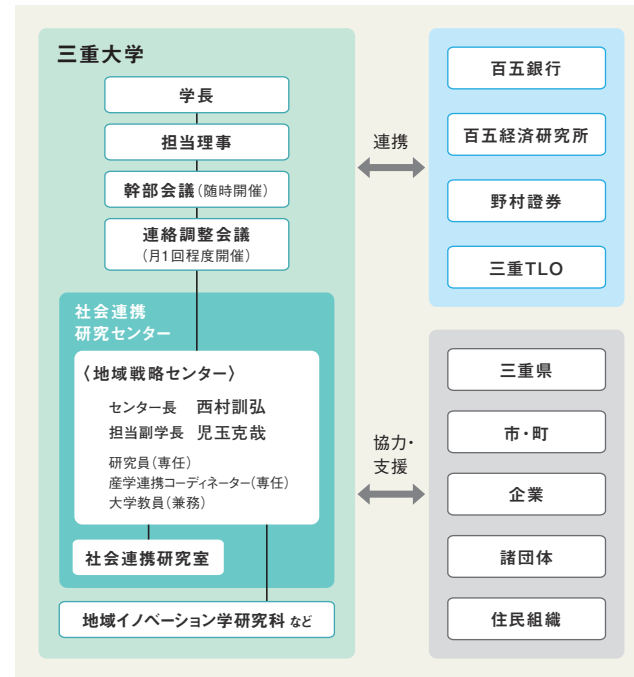 三重大学
学長
担当理事
幹部会議(随時開催)
連絡調整会議
(月1回程度開催)
社会連携
研究センター
〈地域戦略センター〉
センター長 西村訓弘
担当副学長 児玉克哉
研究員(専任)
産学連携コーディネーター(専任)
大学教員(兼務)
社会連携研究室
地域イノベーション学研究科 など
連携
百五銀行
百五経済研究所
野村證券
三重TLO
協力・
支援
三重県
市・町
企業
諸団体
住民組織